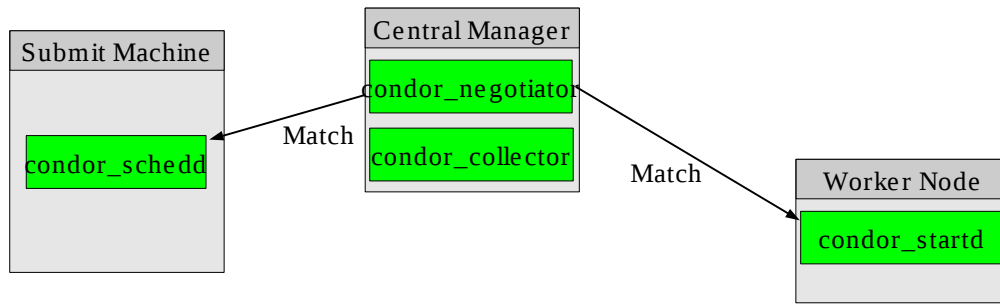 Submit Machine
condor_schedd
Match
Central Manager
condor_negotiator
condor_collector
Match
Worker Node
condor_startd